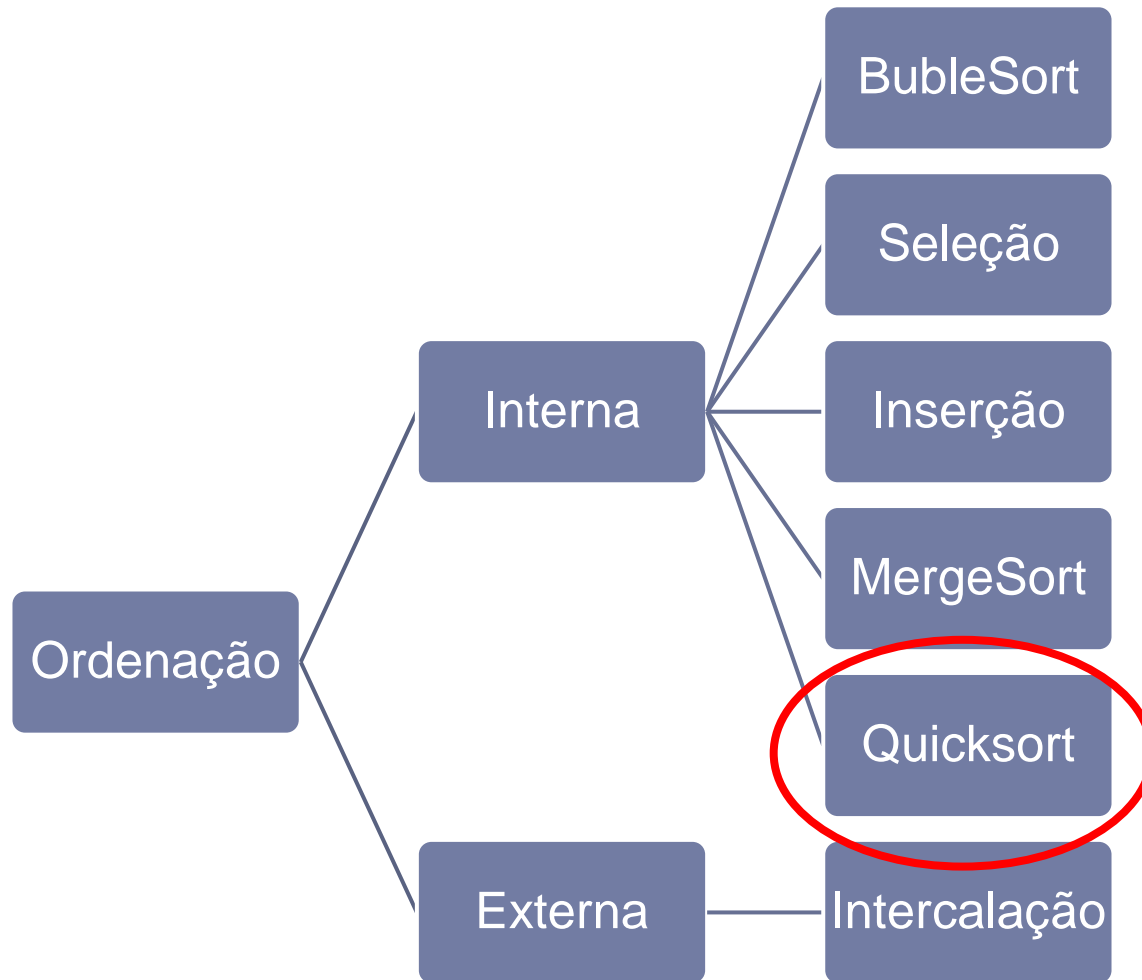 BubleSort
Seleção
Interna
Inserção
MergeSort
Ordenação
Quicksort
Externa
Intercalação